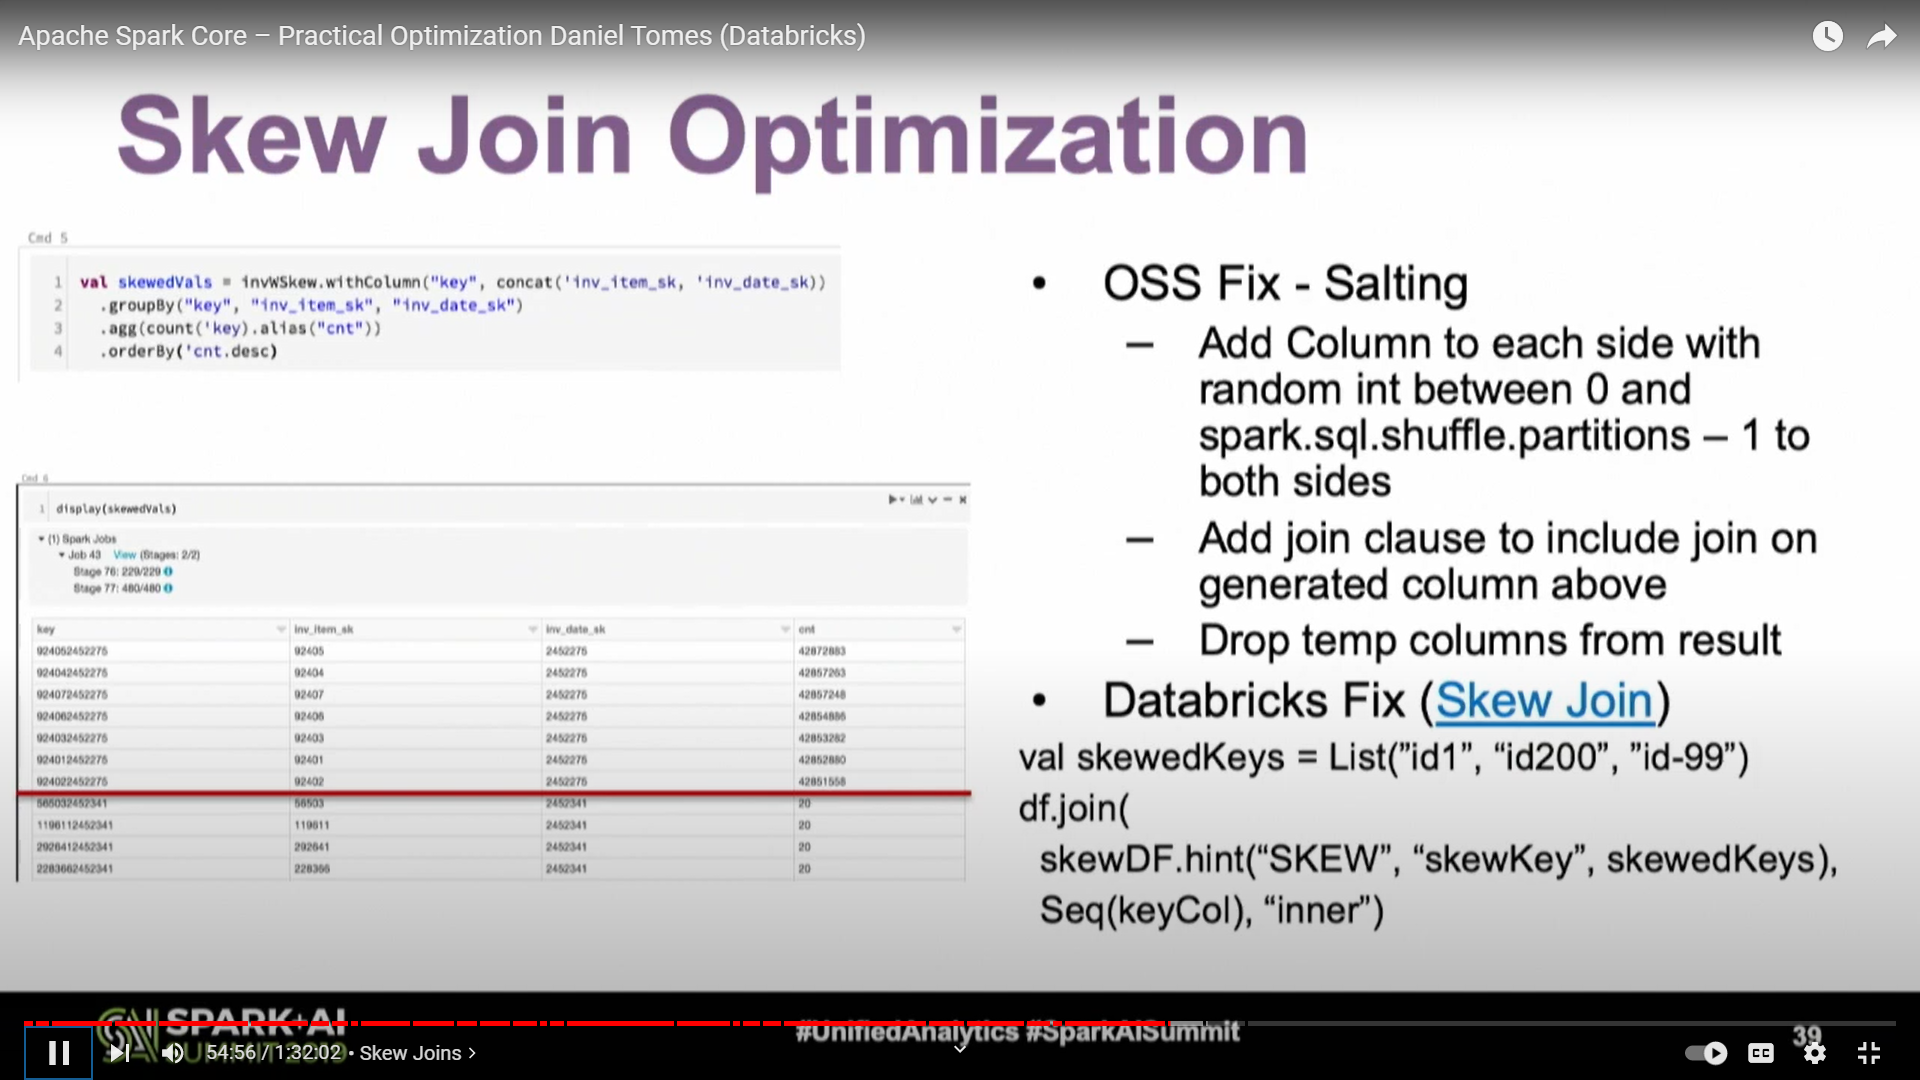 Apache Spark Core – Practical Optimization Daniel Tomes (Databricks)
Skew Join Optimization
Cmd 5
1 val skewedVals = invWSkew.withColumn("key", concat('inv_item_sk, 'inv_date_sk))
2 .groupBy("key", "inv_item_sk", "inv_date_sk")
3 .agg(count('key).alias("cnt"))
4 .orderBy('cnt.desc)
Cmd 6
1 display(skewedVals)
(1) Spark Jobs
Job 43 View (Stages: 2/2)
Stage 76: 229/229
Stage 77: 480/480
key inv_item_sk inv_date_sk cnt
924052452275 92405 2452275 42872883
924042452275 92404 2452275 42857263
924072452275 92407 2452275 42857248
924062452275 92406 2452275 42854886
924032452275 92403 2452275 42853282
924012452275 92401 2452275 42852880
924022452275 92402 2452275 42851558
565032452341 56503 2452341 20
1196112452341 119611 2452341 20
2926412452341 292641 2452341 20
2283662452341 228366 2452341 20
• OSS Fix - Salting
– Add Column to each side with
random int between 0 and
spark.sql.shuffle.partitions – 1 to
both sides
– Add join clause to include join on
generated column above
– Drop temp columns from result
• Databricks Fix (Skew Join)
val skewedKeys = List(”id1”, “id200”, ”id-99”)
df.join(
skewDF.hint(“SKEW”, “skewKey”, skewedKeys),
Seq(keyCol), “inner”)
SPARK+AI
SUMMIT 2019
#UnifiedAnalytics #SparkAISummit
39
54:56 / 1:32:02 • Skew Joins
CC